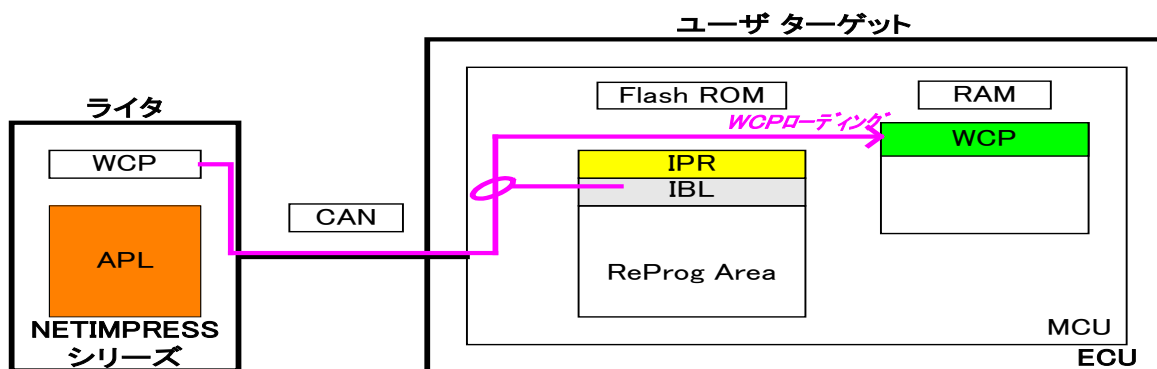 ユーザ ターゲット
ライタ
Flash ROM
RAM
WCPローディング
WCP
WCP
IPR
IBL
CAN
APL
ReProg Area
NETIMPRESS
シリーズ
MCU
ECU